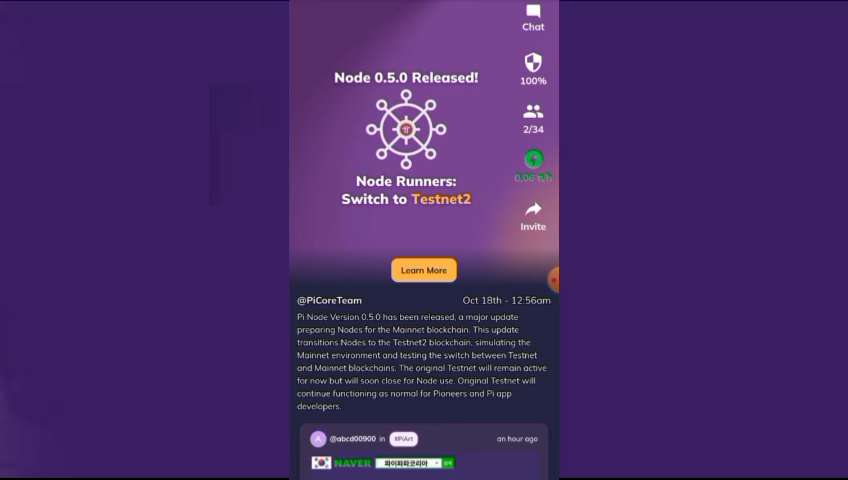 Chat
Node 0.5.0 Released!
100%
2/34
Node Runners:
Switch to Testnet2
Invite
Learn More
@PiCoreTeam
Oct 18th - 12:56am
Pi Node Version 0.5.0 has been released, a major update
preparing Nodes for the Mainnet blockchain. This update
transitions Nodes to the Testnet2 blockchain, simulating the
Mainnet environment and testing the switch between Testnet
and Mainnet blockchains. The original Testnet will remain active
for now but will soon close for Node use. Original Testnet will
continue functioning as normal for Pioneers and Pi app
developers.
A @abcd00900 in #PiArt an hour ago
NAVER 파이퍼파코리아